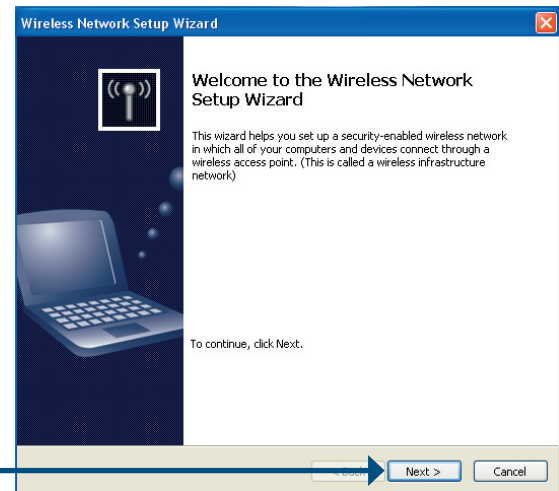 Wireless Network Setup Wizard
Welcome to the Wireless Network
Setup Wizard
This wizard helps you set up a security-enabled wireless network
in which all of your computers and devices connect through a
wireless access point. (This is called a wireless infrastructure
network)
To continue, click Next.
< Back Next > Cancel